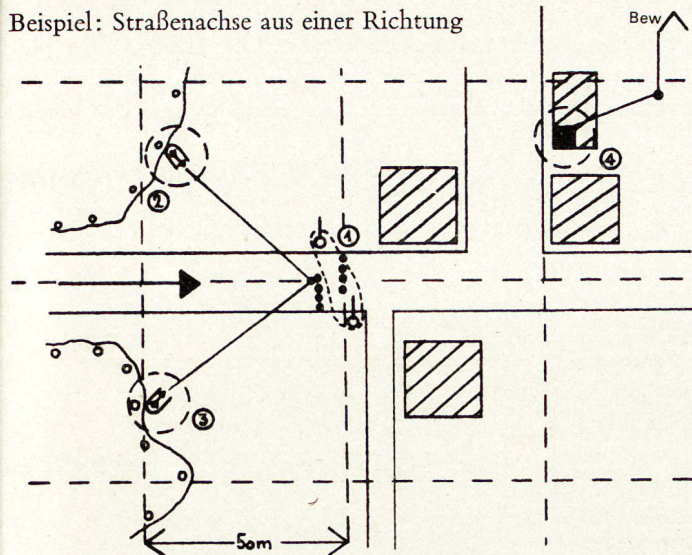 Beispiel: Straßenachse aus einer Richtung
Bew
①
②
④
③
50m